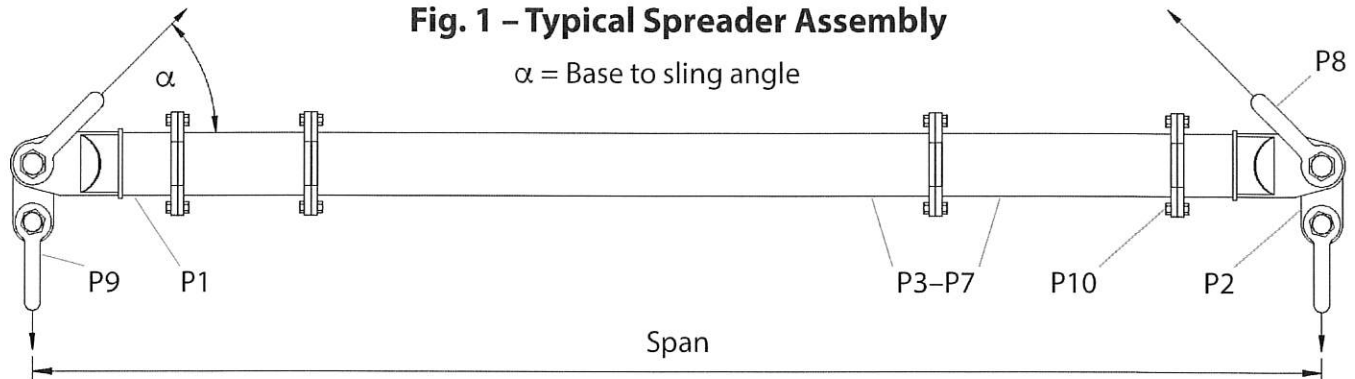 Fig. 1 – Typical Spreader Assembly
α
α = Base to sling angle
P8
P9
P1
P3–P7
P10
P2
Span